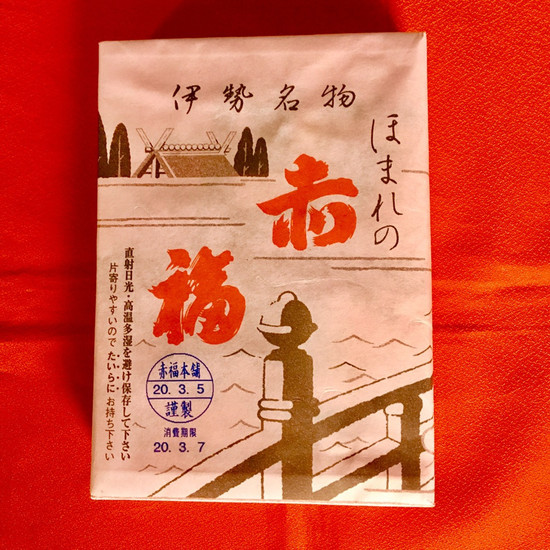 伊勢名物
ほまれの
赤
福
直射日光・高温多湿を避け保存して下さい
片寄りやすいので たいらに お持ち下さい
赤福本舗
20.3.5
謹製
消費期限
20.3.7